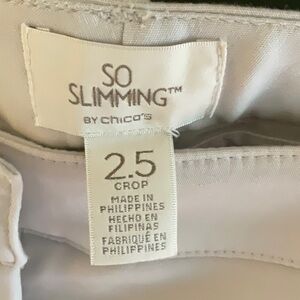 SO
SLIMMING™
BY chico's
2.5
CROP
MADE IN
PHILIPPINES
HECHO EN
FILIPINAS
FABRIQUÉ EN
PHILIPPINES